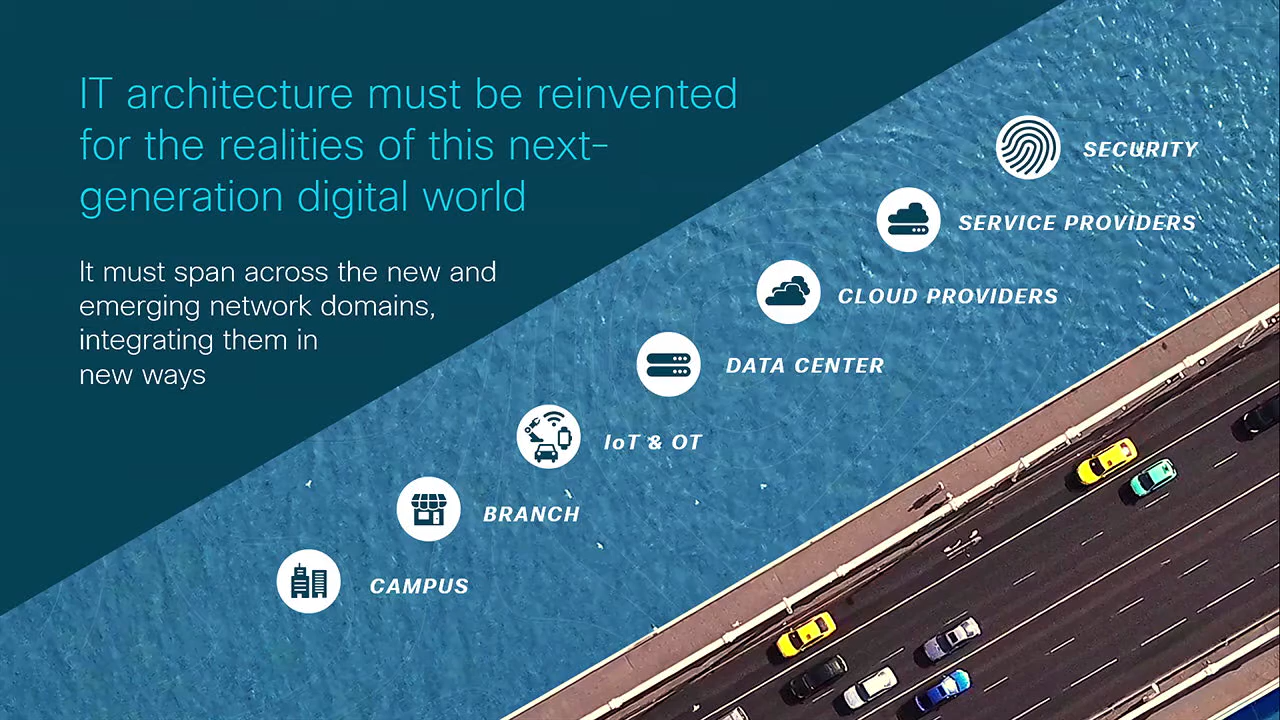 IT architecture must be reinvented
for the realities of this next-
generation digital world
It must span across the new and
emerging network domains,
integrating them in
new ways
SECURITY
SERVICE PROVIDERS
CLOUD PROVIDERS
DATA CENTER
IoT & OT
BRANCH
CAMPUS